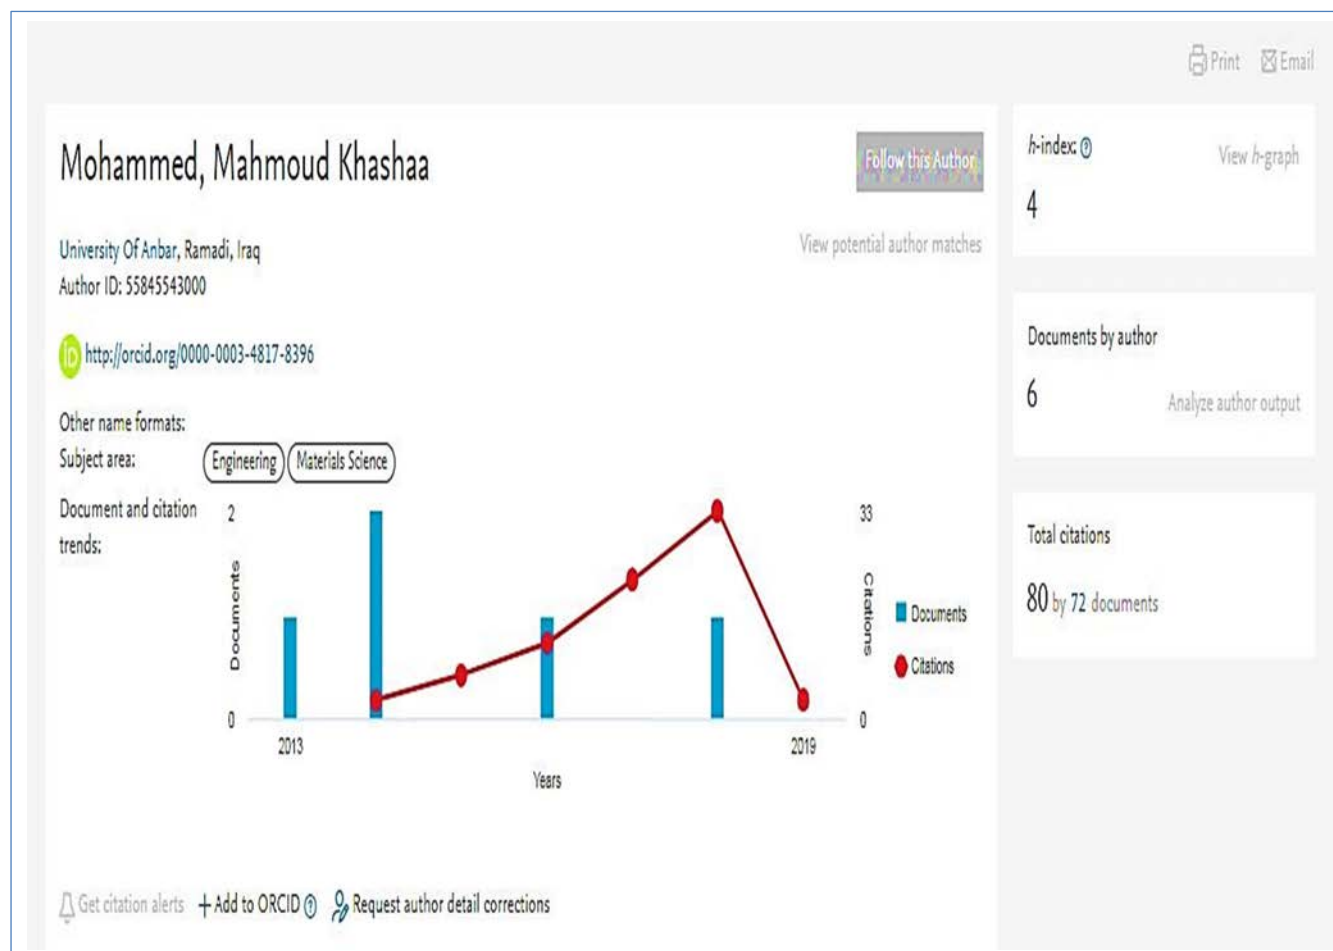 Print Email
Mohammed, Mahmoud Khashaa
Follow this Author
University Of Anbar, Ramadi, Iraq
View potential author matches
Author ID: 55845543000
iD http://orcid.org/0000-0003-4817-8396
Other name formats:
Subject area: Engineering Materials Science
Document and citation
trends:
2
Documents
0
33
Citations
0
Documents
Citations
2013 2019
Years
Get citation alerts + Add to ORCID ? Request author detail corrections
h-index: ? View h-graph
4
Documents by author
6
Analyze author output
Total citations
80 by 72 documents